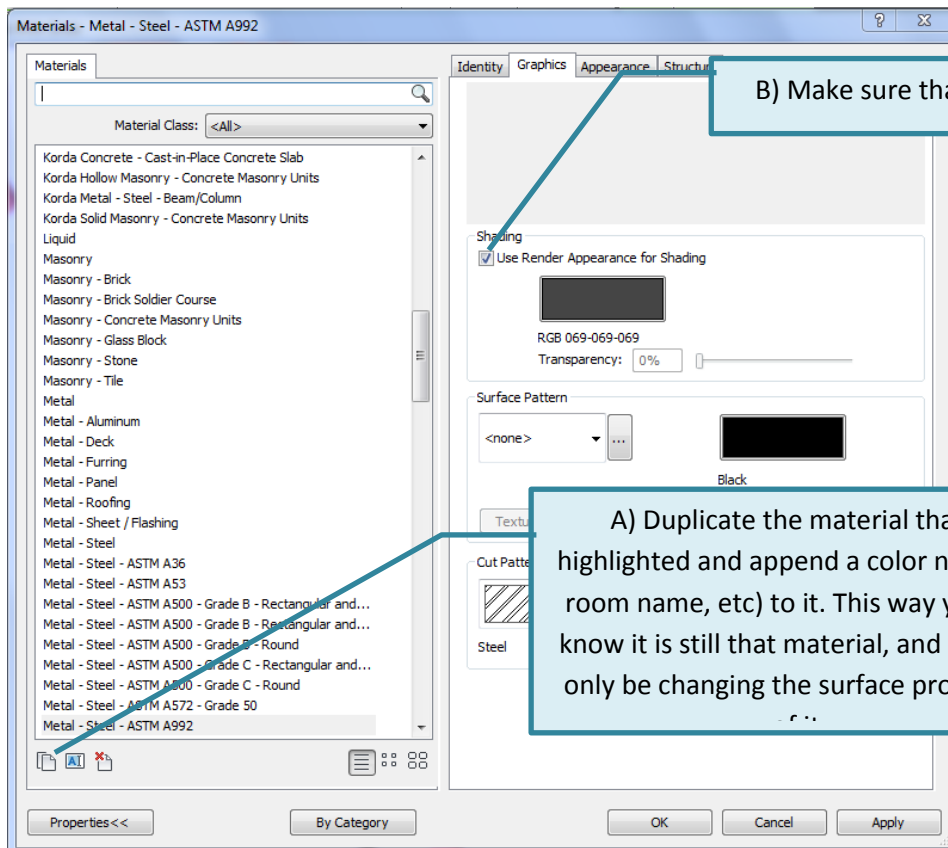 Materials - Metal - Steel - ASTM A992
Materials
Material Class: <All>
Korda Concrete - Cast-in-Place Concrete Slab
Korda Hollow Masonry - Concrete Masonry Units
Korda Metal - Steel - Beam/Column
Korda Solid Masonry - Concrete Masonry Units
Liquid
Masonry
Masonry - Brick
Masonry - Brick Soldier Course
Masonry - Concrete Masonry Units
Masonry - Glass Block
Masonry - Stone
Masonry - Tile
Metal
Metal - Aluminum
Metal - Deck
Metal - Furring
Metal - Panel
Metal - Roofing
Metal - Sheet / Flashing
Metal - Steel
Metal - Steel - ASTM A36
Metal - Steel - ASTM A53
Metal - Steel - ASTM A500 - Grade B - Rectangular and...
Metal - Steel - ASTM A500 - Grade B - Rectangular and...
Metal - Steel - ASTM A500 - Grade B - Round
Metal - Steel - ASTM A500 - Grade C - Rectangular and...
Metal - Steel - ASTM A500 - Grade C - Round
Metal - Steel - ASTM A572 - Grade 50
Metal - Steel - ASTM A992
AI
Properties<<
By Category
Identity Graphics Appearance Structur
B) Make sure tha
Shading
Use Render Appearance for Shading
RGB 069-069-069
Transparency: 0%
Surface Pattern
<none> ...
Black
Textu
Cut Patte
Steel
A) Duplicate the material tha
highlighted and append a color n
room name, etc) to it. This way y
know it is still that material, and
only be changing the surface pro
OK Cancel Apply